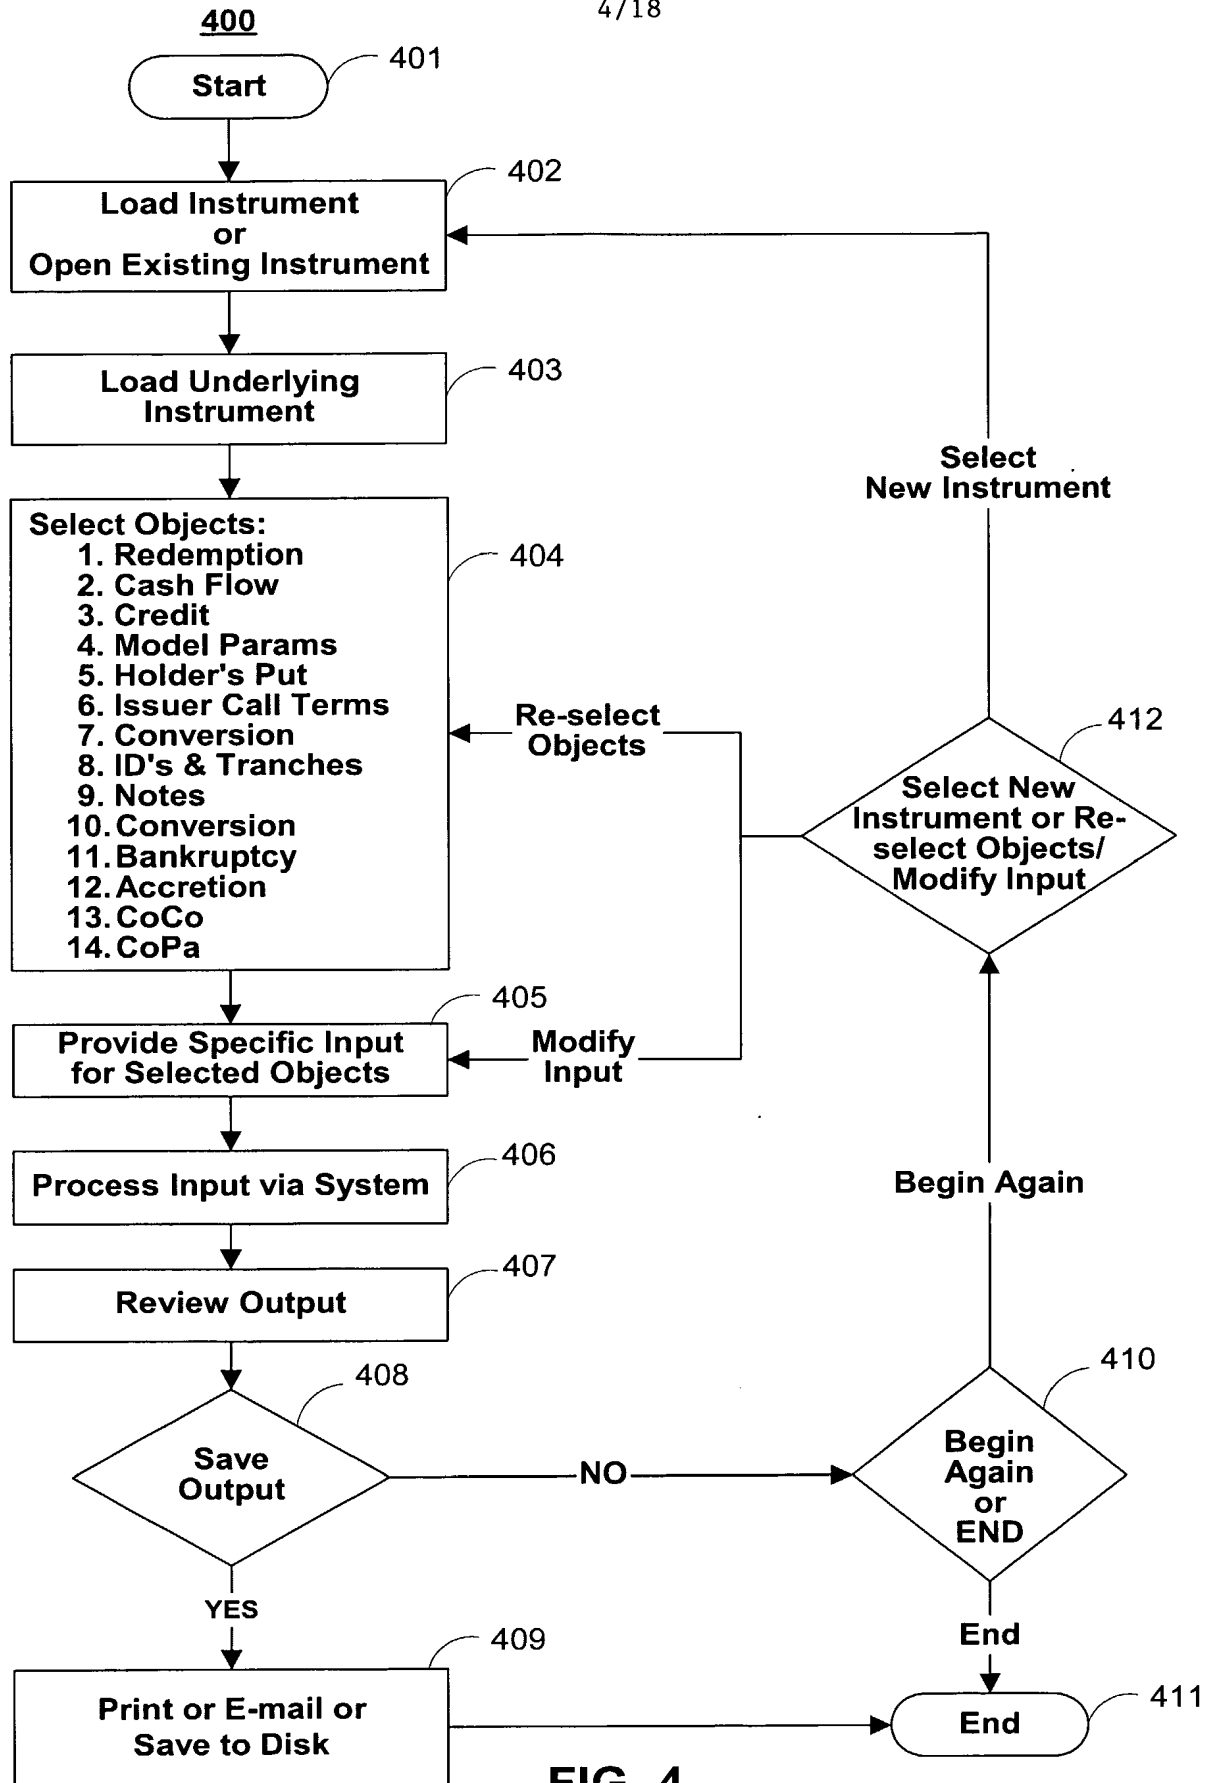 4/18
400
401
Start
402
Load Instrument
or
Open Existing Instrument
403
Load Underlying
Instrument
Select
New Instrument
404
Select Objects:
1. Redemption
2. Cash Flow
3. Credit
4. Model Params
5. Holder's Put
6. Issuer Call Terms
7. Conversion
8. ID's & Tranches
9. Notes
10. Conversion
11. Bankruptcy
12. Accretion
13. CoCo
14. CoPa
Re-select
Objects
412
Select New
Instrument or Re-
select Objects/
Modify Input
405
Provide Specific Input
for Selected Objects
Modify
Input
406
Process Input via System
Begin Again
407
Review Output
408
Save
Output
NO
410
Begin
Again
or
END
YES
End
409
Print or E-mail or
Save to Disk
411
End
FIG. 4